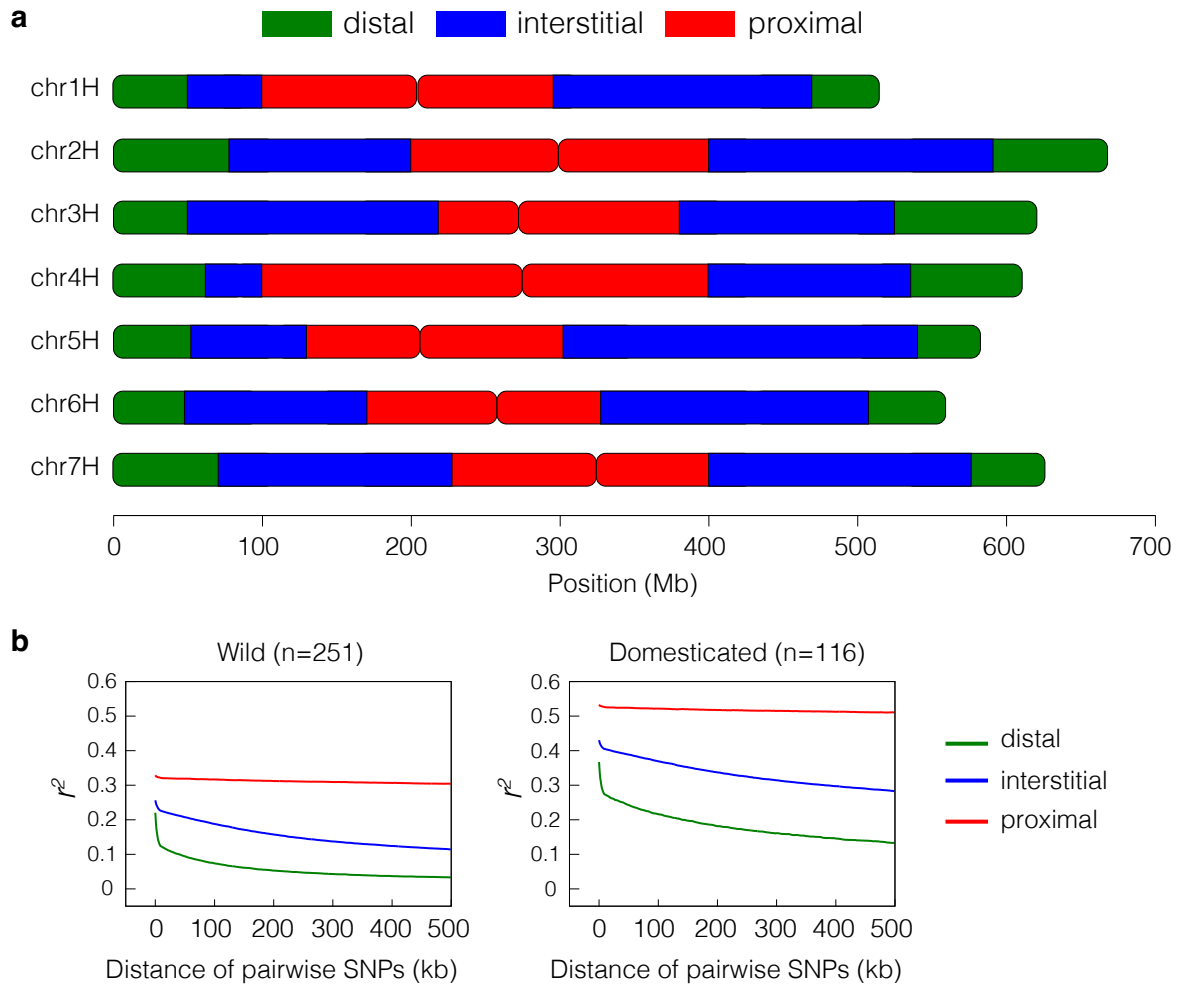 a
distal interstitial proximal
chr1H
chr2H
chr3H
chr4H
chr5H
chr6H
chr7H
0 100 200 300 400 500 600 700
Position (Mb)
b
Wild (n=251)
0.6
0.5
0.4
0.3
0.2
0.1
0
r²
0 100 200 300 400 500
Distance of pairwise SNPs (kb)
Domesticated (n=116)
0.6
0.5
0.4
0.3
0.2
0.1
0
r²
0 100 200 300 400 500
Distance of pairwise SNPs (kb)
distal
interstitial
proximal